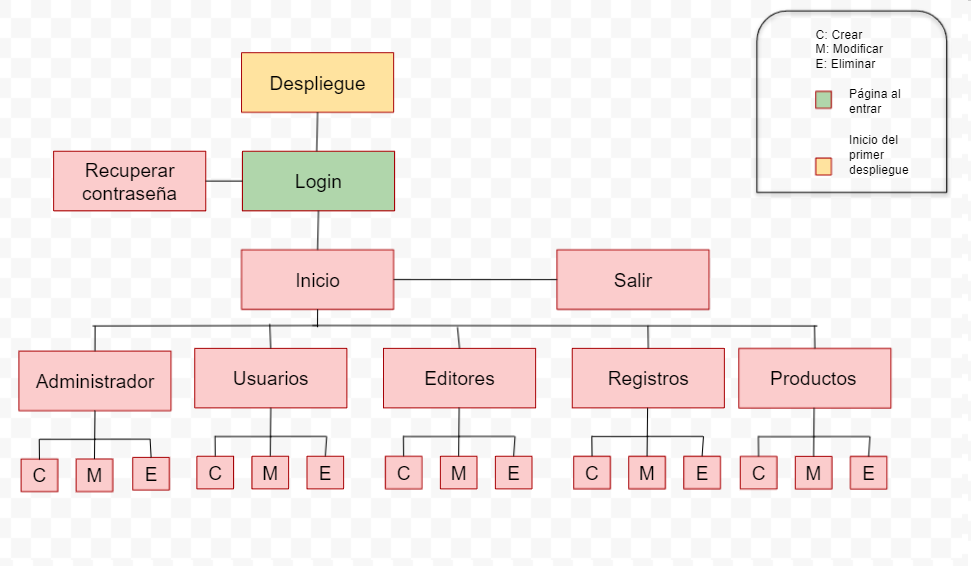 C: Crear
M: Modificar
E: Eliminar
Página al
entrar
Inicio del
primer
despliegue
Despliegue
Recuperar
contraseña
Login
Inicio
Salir
Administrador
Usuarios
Editores
Registros
Productos
C M E
C M E
C M E
C M E
C M E